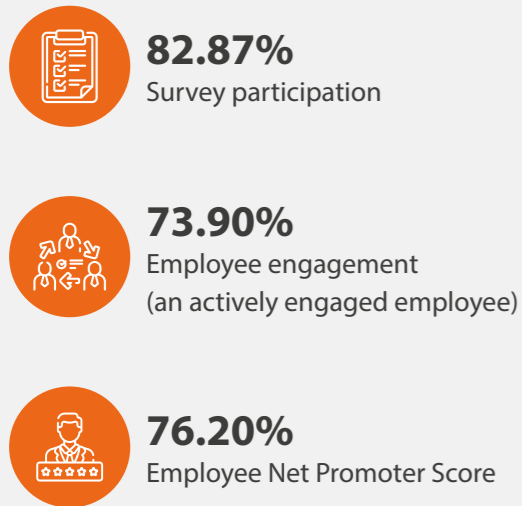 82.87%
Survey participation
73.90%
Employee engagement
(an actively engaged employee)
76.20%
Employee Net Promoter Score